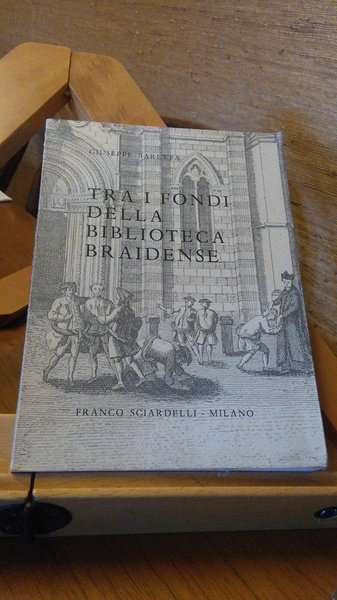 GIUSEPPE BARETTA
TRA I FONDI
DELLA
BIBLIOTECA
BRAIDENSE
FRANCO SCIARDELLI - MILANO